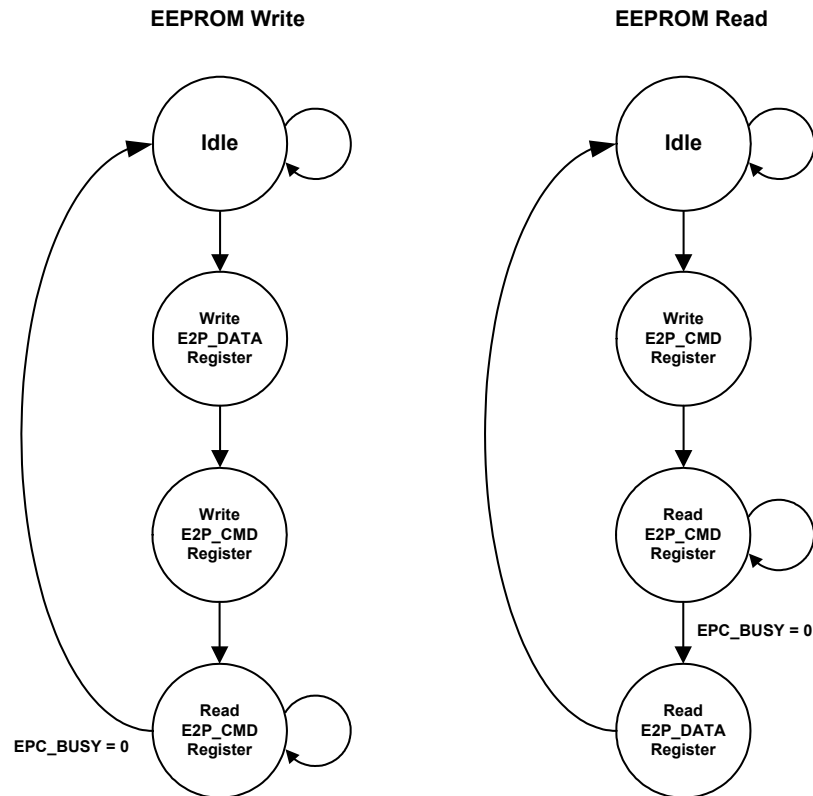 EEPROM Write
Idle
Write
E2P_DATA
Register
Write
E2P_CMD
Register
Read
E2P_CMD
Register
EPC_BUSY = 0
EEPROM Read
Idle
Write
E2P_CMD
Register
Read
E2P_CMD
Register
EPC_BUSY = 0
Read
E2P_DATA
Register